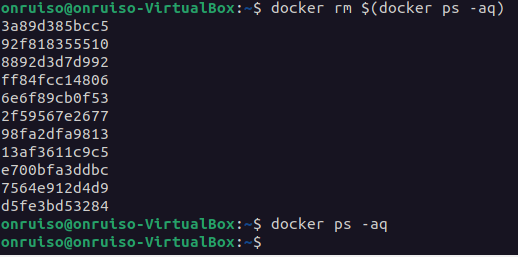 onruiso@onruiso-VirtualBox:~$ docker rm $(docker ps -aq)
3a89d385bcc5
92f818355510
8892d3d7d992
ff84fcc14806
6e6f89cb0f53
2f59567e2677
98fa2dfa9813
13af3611c9c5
e700bfa3ddbc
7564e912d4d9
d5fe3bd53284
onruiso@onruiso-VirtualBox:~$ docker ps -aq
onruiso@onruiso-VirtualBox:~$